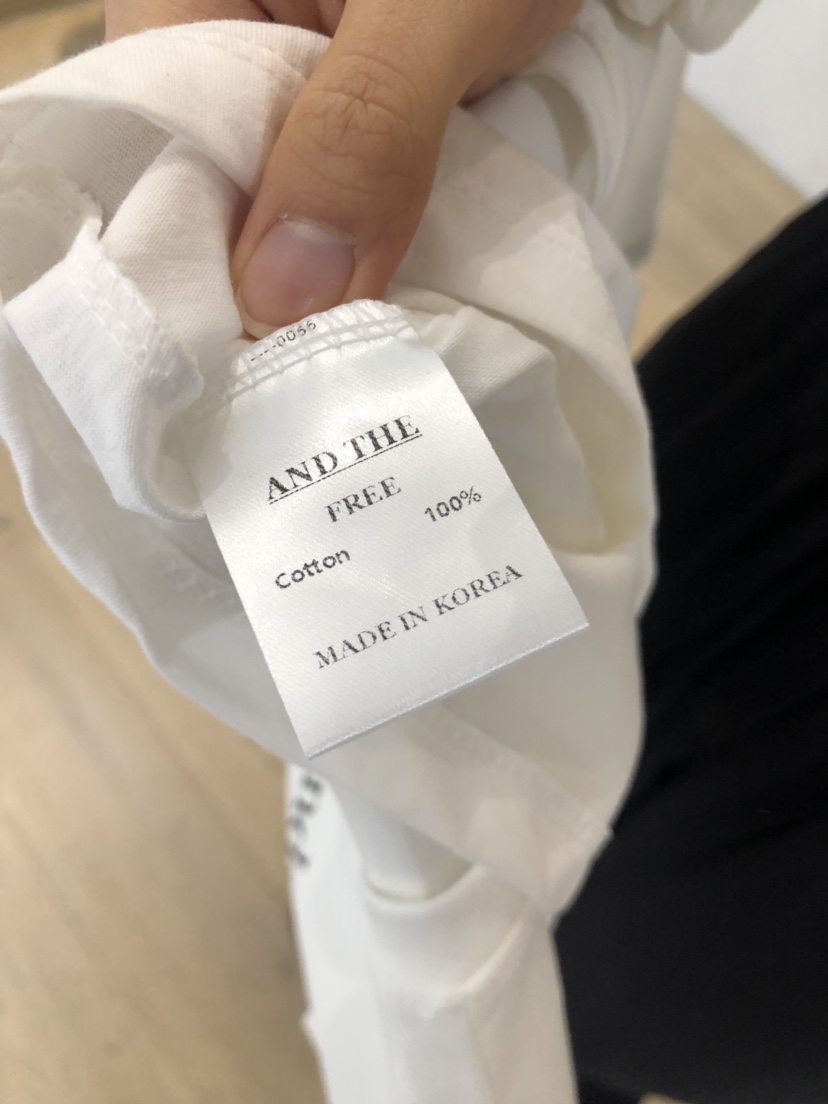 AND THE
FREE
Cotton 100%
MADE IN KOREA